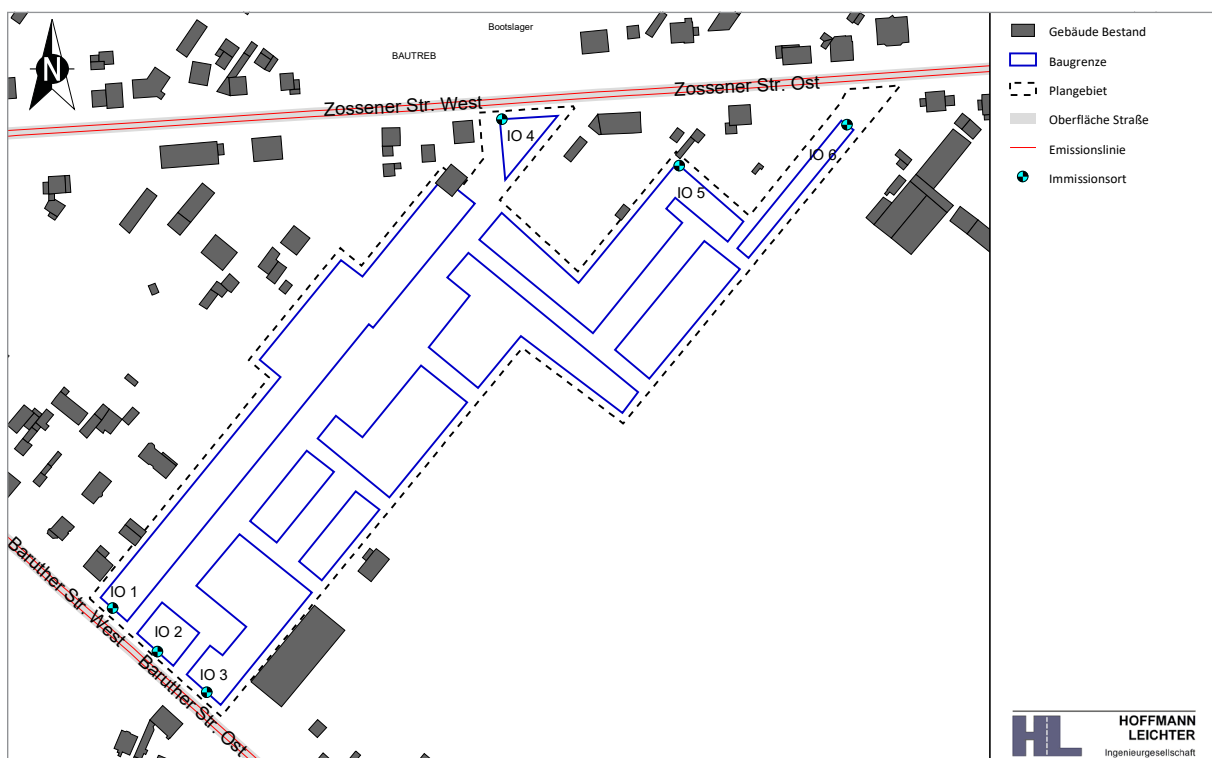 Bootslager
BAUTREB
N
Zossener Str. West
Zossener Str. Ost
IO 4
IO 6
IO 5
IO 1
IO 2
IO 3
Baruther Str. West
Baruther Str. Ost
Gebäude Bestand
Baugrenze
Plangebiet
Oberfläche Straße
Emissionslinie
Immissionsort
HL
HOFFMANN
LEICHTER
Ingenieurgesellschaft